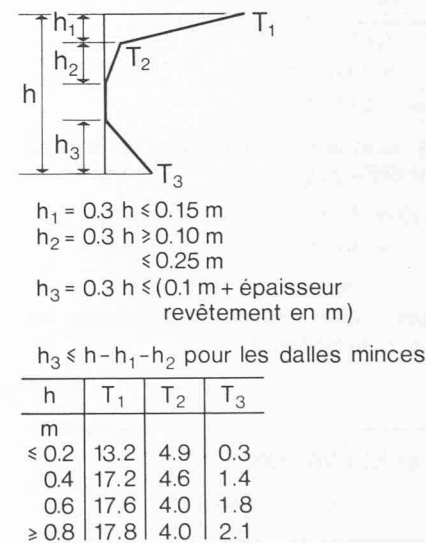 h₁
T₁
h₂
T₂
h
h₃
T₃
h₁ = 0.3 h ≤ 0.15 m
h₂ = 0.3 h ≥ 0.10 m
≤ 0.25 m
h₃ = 0.3 h ≤ (0.1 m + épaisseur
revêtement en m)
h₃ ≤ h - h₁ - h₂ pour les dalles minces
h T₁ T₂ T₃
m
≤ 0.2 13.2 4.9 0.3
0.4 17.2 4.6 1.4
0.6 17.6 4.0 1.8
≥ 0.8 17.8 4.0 2.1